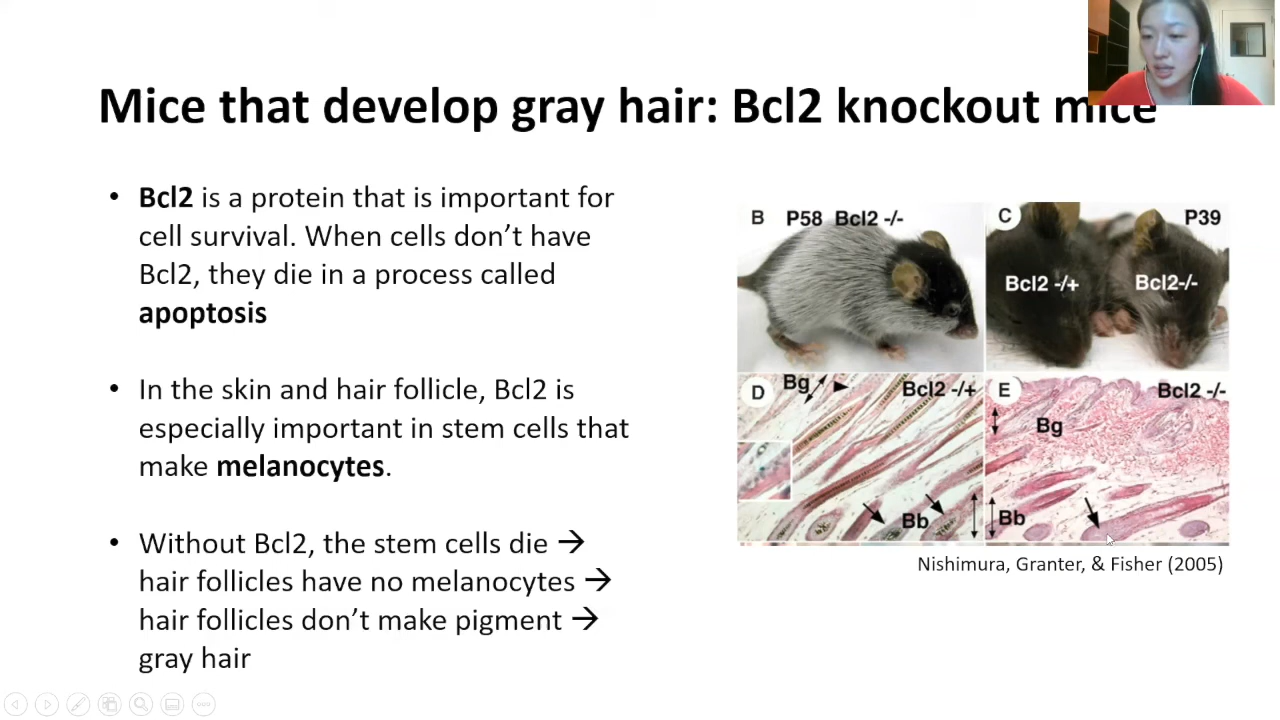 Mice that develop gray hair: Bcl2 knockout mice
• Bcl2 is a protein that is important for
cell survival. When cells don’t have
Bcl2, they die in a process called
apoptosis
• In the skin and hair follicle, Bcl2 is
especially important in stem cells that
make melanocytes.
• Without Bcl2, the stem cells die →
hair follicles have no melanocytes →
hair follicles don’t make pigment →
gray hair
B P58 Bcl2 -/-
C P39
Bcl2 -/+ Bcl2-/-
D Bg Bcl2 -/+
Bb
E Bcl2 -/-
Bg
Bb
Nishimura, Granter, & Fisher (2005)